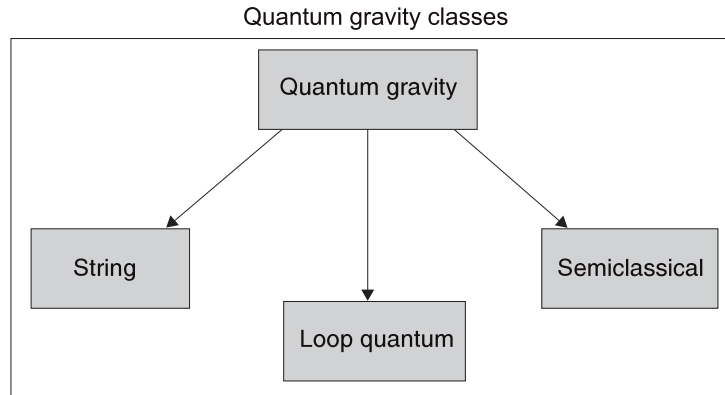 Quantum gravity classes
Quantum gravity
String
Semiclassical
Loop quantum